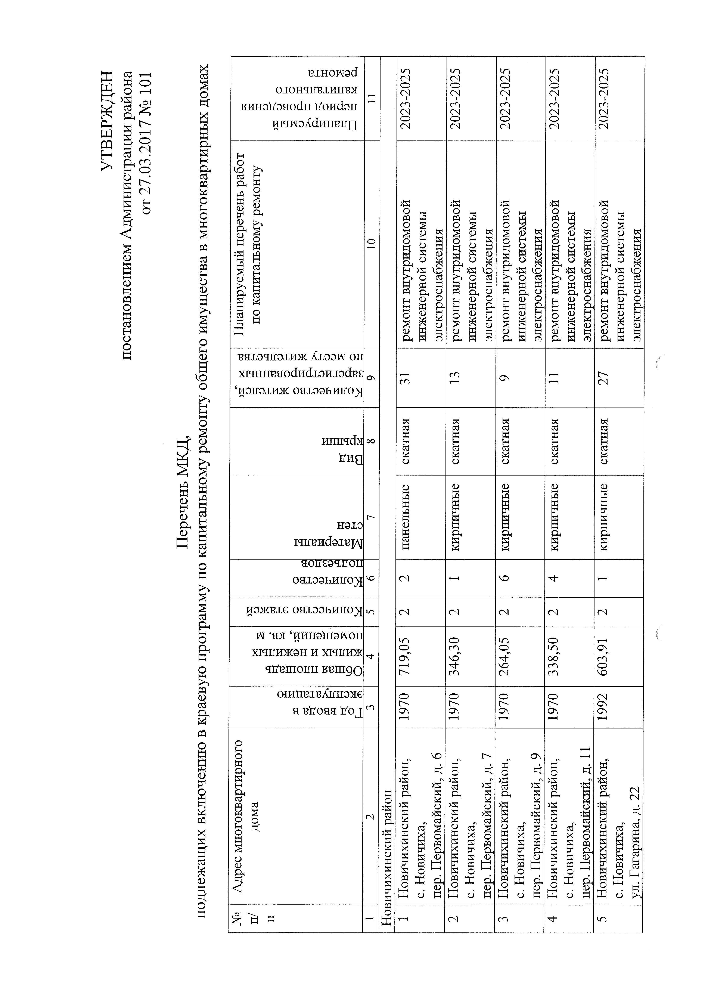 УТВЕРЖДЕН
постановлением Администрации района
от 27.03.2017 № 101
Перечень МКД,
подлежащих включению в краевую программу по капитальному ремонту общего имущества в многоквартирных домах
№
п/
п
Адрес многоквартирного
дома
Год ввода в
эксплуатацию
Общая площадь
жилых и нежилых
помещений, кв. м
Количество этажей
Количество
подъездов
Материалы
стен
Вид
крыши
Количество жителей,
зарегистрированных
по месту жительства
Планируемый перечень работ
по капитальному ремонту
Планируемый
период проведения
капитального
ремонта
1 2 3 4 5 6 7 8 9 10 11
Новичихинский район
1 Новичихинский район, 1970 719,05 2 2 панельные скатная 31 ремонт внутридомовой 2023-2025
с. Новичиха, инженерной системы
пер. Первомайский, д. 6 электроснабжения
2 Новичихинский район, 1970 346,30 2 1 кирпичные скатная 13 ремонт внутридомовой 2023-2025
с. Новичиха, инженерной системы
пер. Первомайский, д. 7 электроснабжения
3 Новичихинский район, 1970 264,05 2 6 кирпичные скатная 9 ремонт внутридомовой 2023-2025
с. Новичиха, инженерной системы
пер. Первомайский, д. 9 электроснабжения
4 Новичихинский район, 1970 338,50 2 4 кирпичные скатная 11 ремонт внутридомовой 2023-2025
с. Новичиха, инженерной системы
пер. Первомайский, д. 11 электроснабжения
5 Новичихинский район, 1992 603,91 2 1 кирпичные скатная 27 ремонт внутридомовой 2023-2025
с. Новичиха, инженерной системы
ул. Гагарина, д. 22 электроснабжения